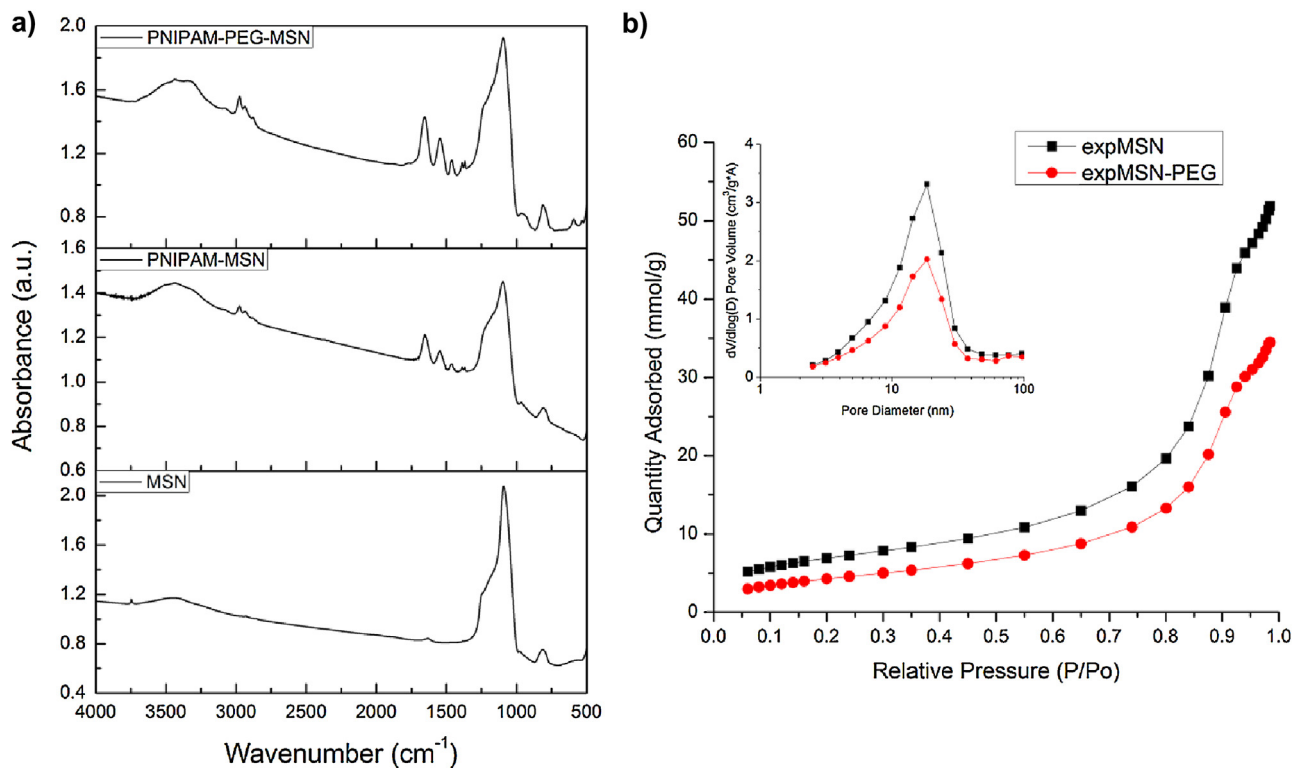 a)
PNIPAM-PEG-MSN
2.0
1.6
1.2
0.8
1.6
PNIPAM-MSN
1.4
1.2
1.0
0.8
0.6
MSN
2.0
1.6
1.2
0.8
0.4
Absorbance (a.u.)
4000 3500 3000 2500 2000 1500 1000 500
Wavenumber (cm⁻¹)
b)
expMSN
expMSN-PEG
60
50
40
30
20
10
0
Quantity Adsorbed (mmol/g)
0.0 0.1 0.2 0.3 0.4 0.5 0.6 0.7 0.8 0.9 1.0
Relative Pressure (P/Po)
4
3
2
1
0
dV/dlog(D) Pore Volume (cm³/g*A)
1 10 100
Pore Diameter (nm)